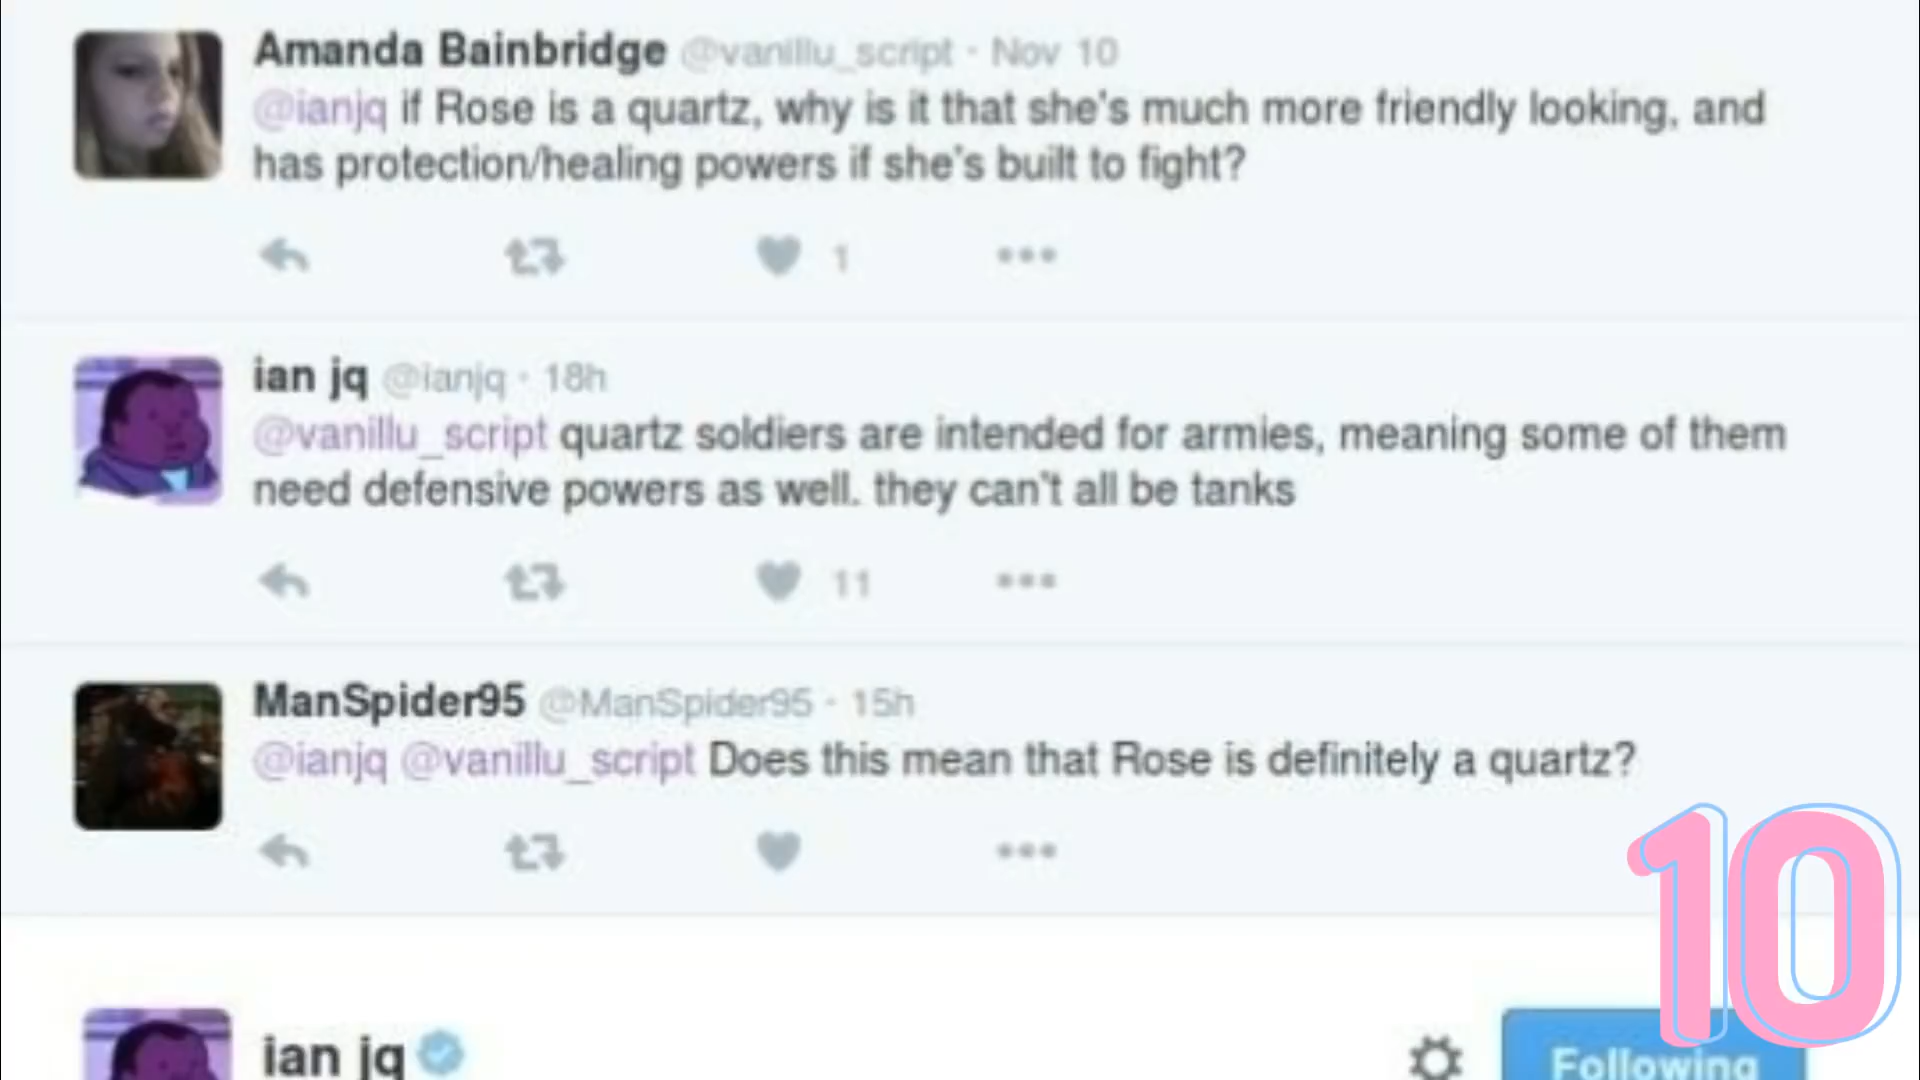 Amanda Bainbridge @vanillu_script · Nov 10
@ianjq if Rose is a quartz, why is it that she's much more friendly looking, and
has protection/healing powers if she's built to fight?
1
ian jq @ianjq · 18h
@vanillu_script quartz soldiers are intended for armies, meaning some of them
need defensive powers as well. they can't all be tanks
11
ManSpider95 @ManSpider95 · 15h
@ianjq @vanillu_script Does this mean that Rose is definitely a quartz?
10
ian jq
Following